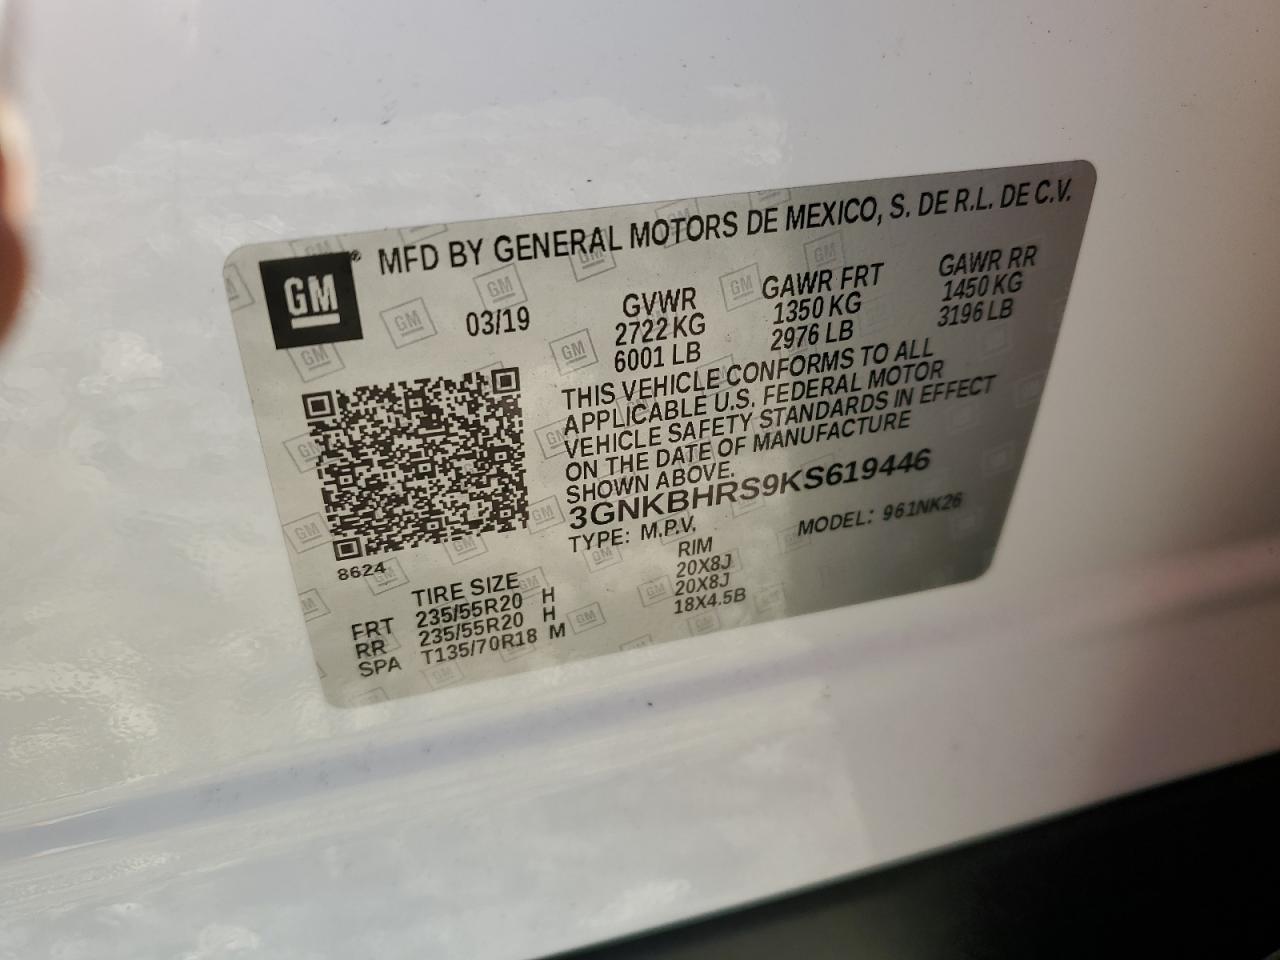 GM
® MFD BY GENERAL MOTORS DE MEXICO, S. DE R.L. DE C.V.
03/19
GVWR
2722 KG
6001 LB
GAWR FRT
1350 KG
2976 LB
GAWR RR
1450 KG
3196 LB
THIS VEHICLE CONFORMS TO ALL
APPLICABLE U.S. FEDERAL MOTOR
VEHICLE SAFETY STANDARDS IN EFFECT
ON THE DATE OF MANUFACTURE
SHOWN ABOVE.
3GNKBHRS9KS619446
TYPE: M.P.V.
MODEL: 961NK26
8624
TIRE SIZE RIM
FRT 235/55R20 H 20X8J
RR 235/55R20 H 20X8J
SPA T135/70R18 M 18X4.5B